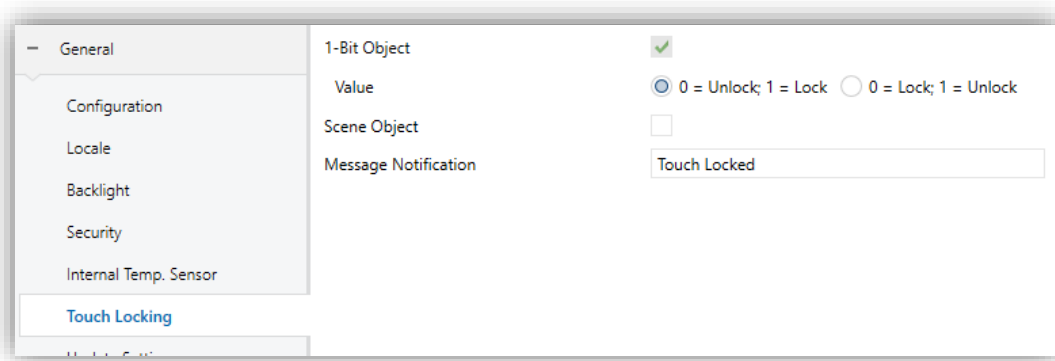 General
Configuration
Locale
Backlight
Security
Internal Temp. Sensor
Touch Locking
1-Bit Object
Value 0 = Unlock; 1 = Lock 0 = Lock; 1 = Unlock
Scene Object
Message Notification Touch Locked